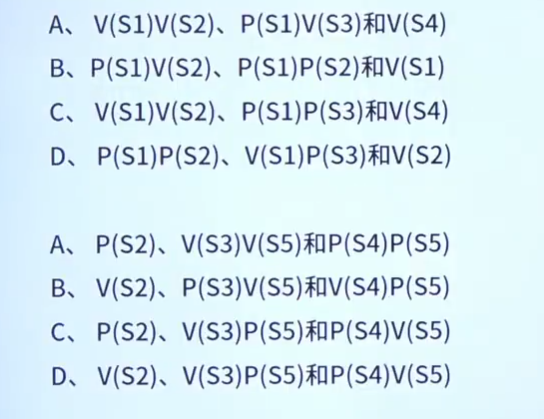 A、 V(S1)V(S2)、P(S1)V(S3)和V(S4)
B、P(S1)V(S2)、P(S1)P(S2)和V(S1)
C、 V(S1)V(S2)、P(S1)P(S3)和V(S4)
D、 P(S1)P(S2)、V(S1)P(S3)和V(S2)
A、 P(S2)、V(S3)V(S5)和P(S4)P(S5)
B、 V(S2)、P(S3)V(S5)和V(S4)P(S5)
C、 P(S2)、V(S3)P(S5)和P(S4)V(S5)
D、 V(S2)、V(S3)P(S5)和P(S4)V(S5)